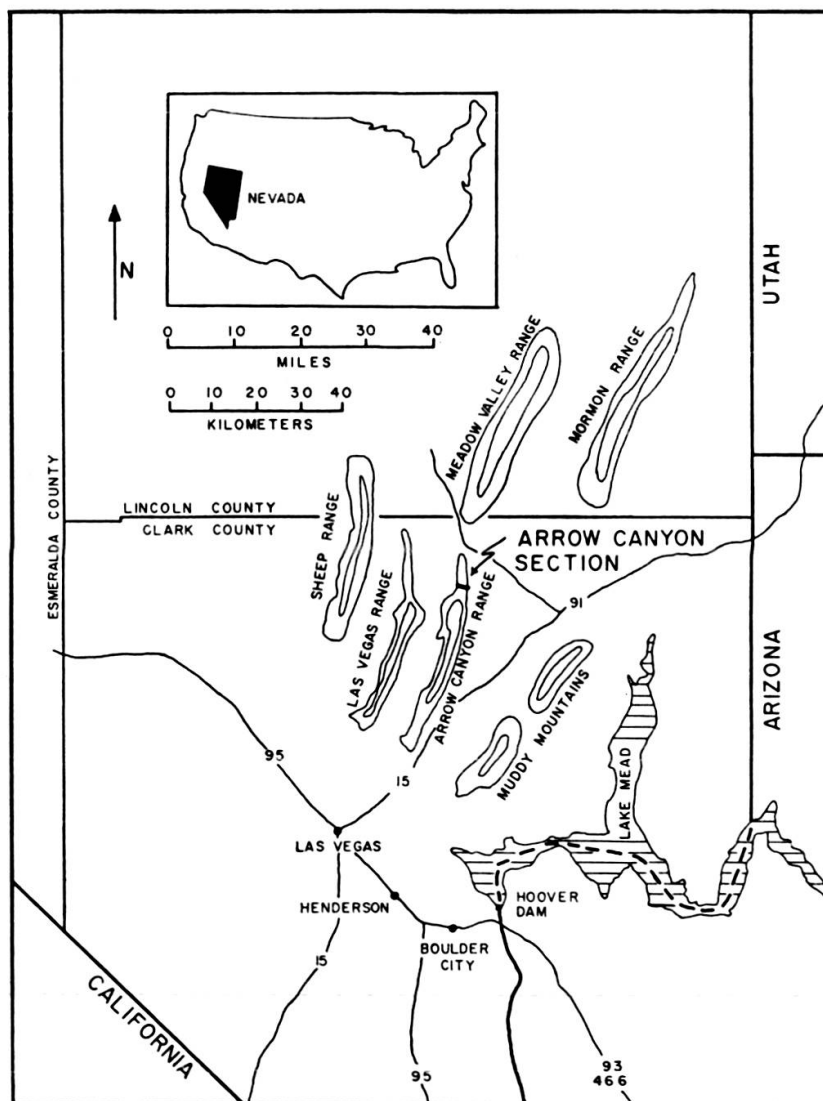 NEVADA
N
0 10 20 30 40
MILES
0 10 20 30 40
KILOMETERS
UTAH
MEADOW VALLEY RANGE
MORMON RANGE
ESMERALDA COUNTY
LINCOLN COUNTY
CLARK COUNTY
SHEEP RANGE
LAS VEGAS RANGE
ARROW CANYON RANGE
ARROW CANYON
SECTION
91
ARIZONA
MUDDY MOUNTAINS
LAKE MEAD
95
15
LAS VEGAS
HENDERSON
HOOVER
DAM
BOULDER
CITY
15
CALIFORNIA
95
93
466